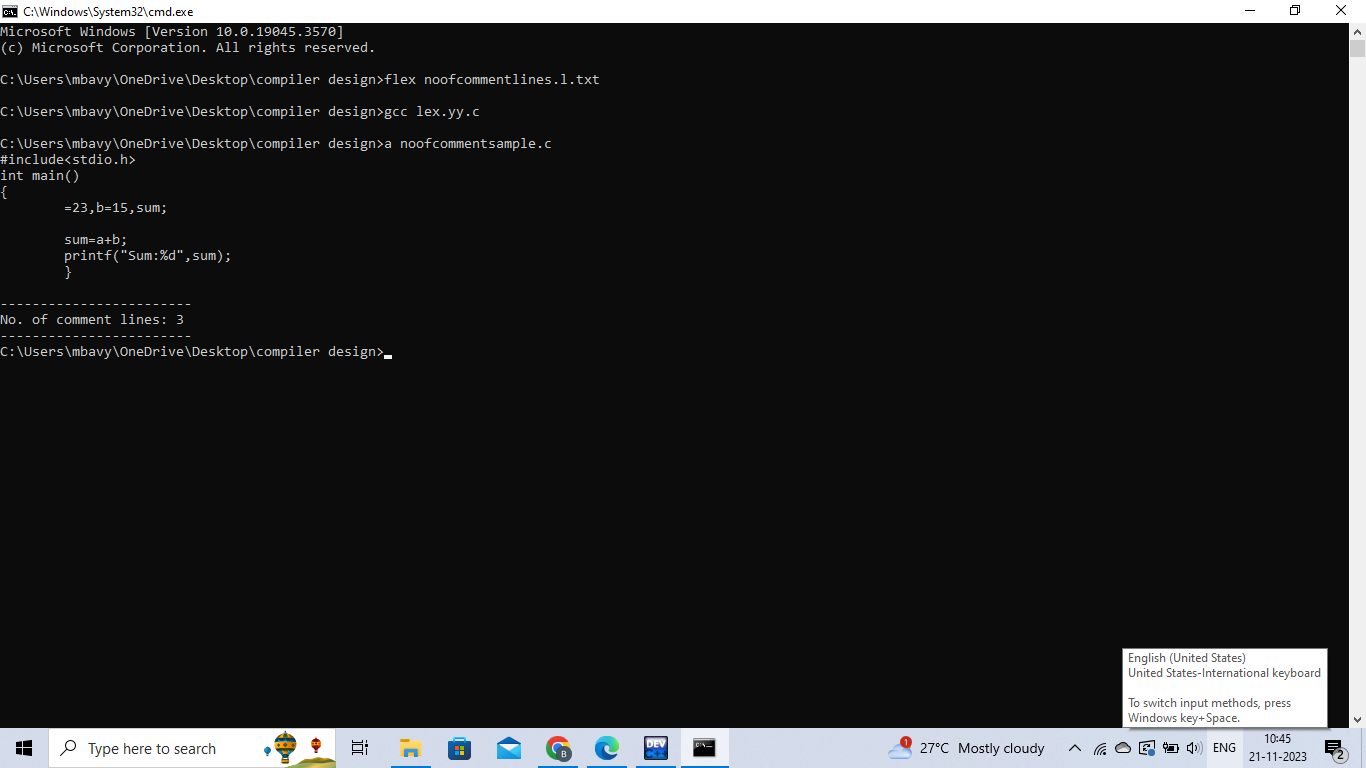 C:\Windows\System32\cmd.exe
Microsoft Windows [Version 10.0.19045.3570]
(c) Microsoft Corporation. All rights reserved.
C:\Users\mbavy\OneDrive\Desktop\compiler design>flex noofcommentlines.l.txt
C:\Users\mbavy\OneDrive\Desktop\compiler design>gcc lex.yy.c
C:\Users\mbavy\OneDrive\Desktop\compiler design>a noofcommentsample.c
#include<stdio.h>
int main()
{
=23,b=15,sum;
sum=a+b;
printf("Sum:%d",sum);
}
------------------------
No. of comment lines: 3
------------------------
C:\Users\mbavy\OneDrive\Desktop\compiler design>
English (United States)
United States-International keyboard
To switch input methods, press
Windows key+Space.
Type here to search
B
DEV
C:\
1
27°C Mostly cloudy
ENG
10:45
21-11-2023
2